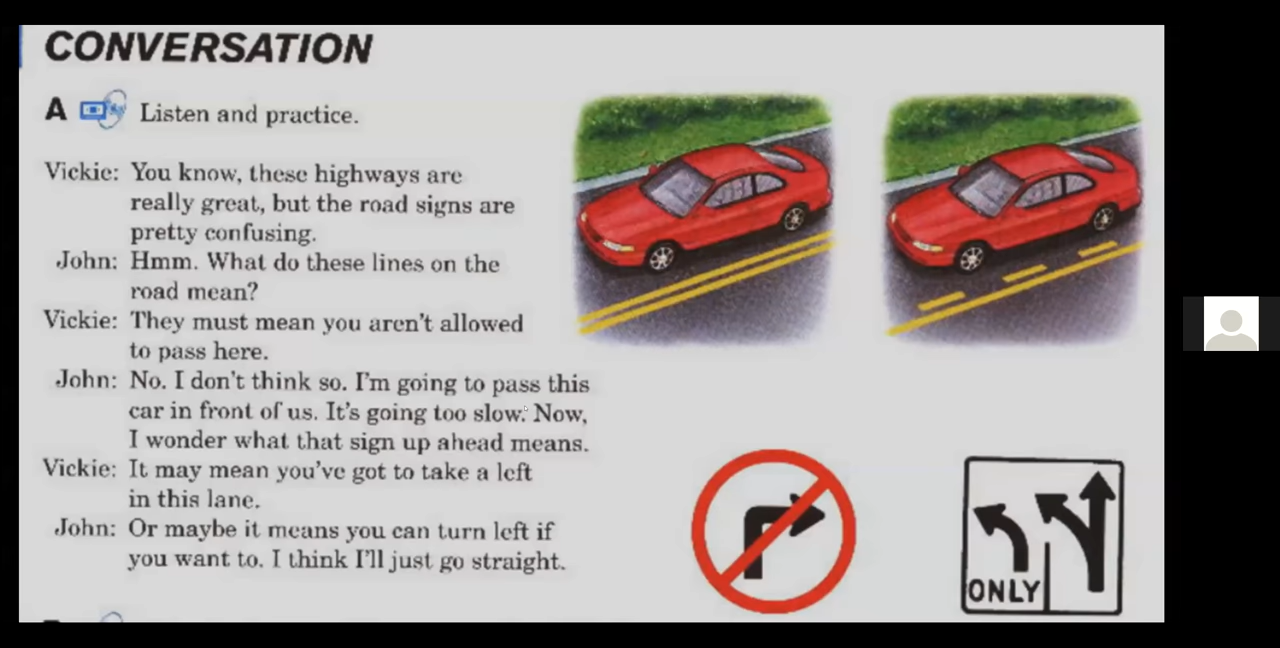 CONVERSATION
A Listen and practice.
Vickie: You know, these highways are
really great, but the road signs are
pretty confusing.
John: Hmm. What do these lines on the
road mean?
Vickie: They must mean you aren't allowed
to pass here.
John: No. I don't think so. I'm going to pass this
car in front of us. It's going too slow. Now,
I wonder what that sign up ahead means.
Vickie: It may mean you've got to take a left
in this lane.
John: Or maybe it means you can turn left if
you want to. I think I'll just go straight.
ONLY